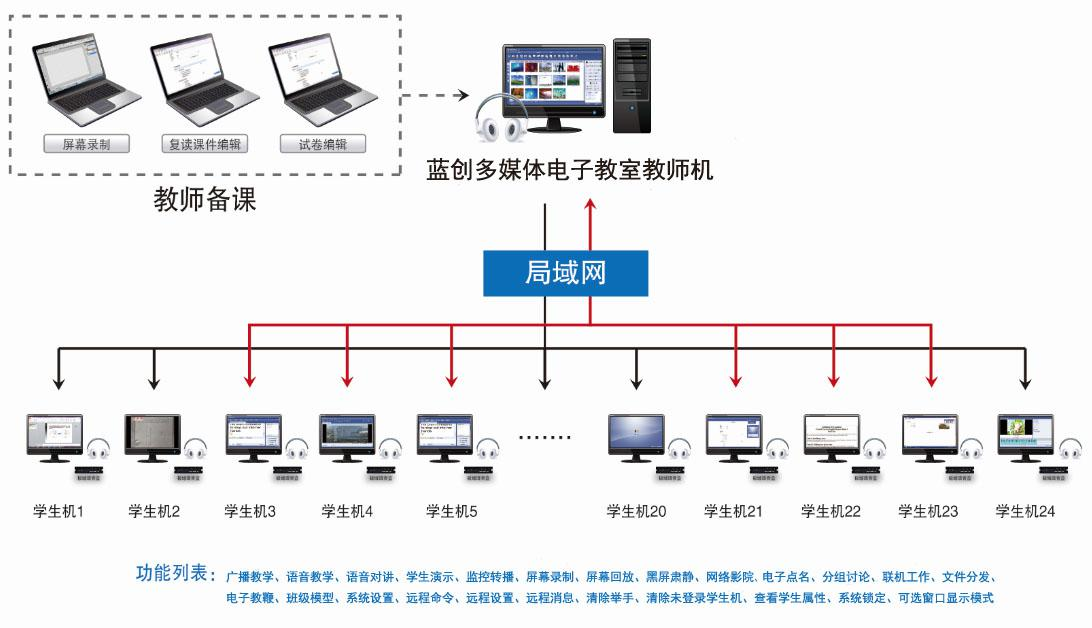 屏幕录制 复读课件编辑 试卷编辑
教师备课
蓝创多媒体电子教室教师机
局域网
.......
学生机1 学生机2 学生机3 学生机4 学生机5 学生机20 学生机21 学生机22 学生机23 学生机24
功能列表：广播教学、语音教学、语音对讲、学生演示、监控转播、屏幕录制、屏幕回放、黑屏肃静、网络影院、电子点名、分组讨论、联机工作、文件分发、
电子教鞭、班级模型、系统设置、远程命令、远程设置、远程消息、清除举手、清除未登录学生机、查看学生属性、系统锁定、可选窗口显示模式